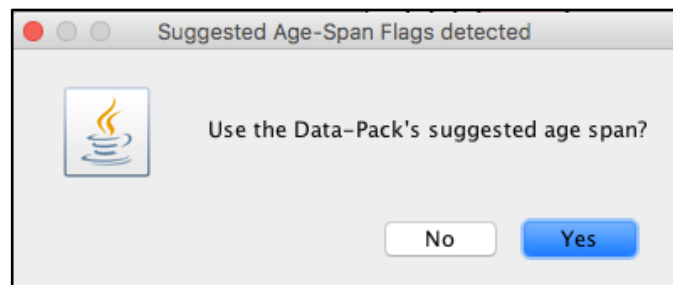 Suggested Age-Span Flags detected
Use the Data-Pack's suggested age span?
No
Yes